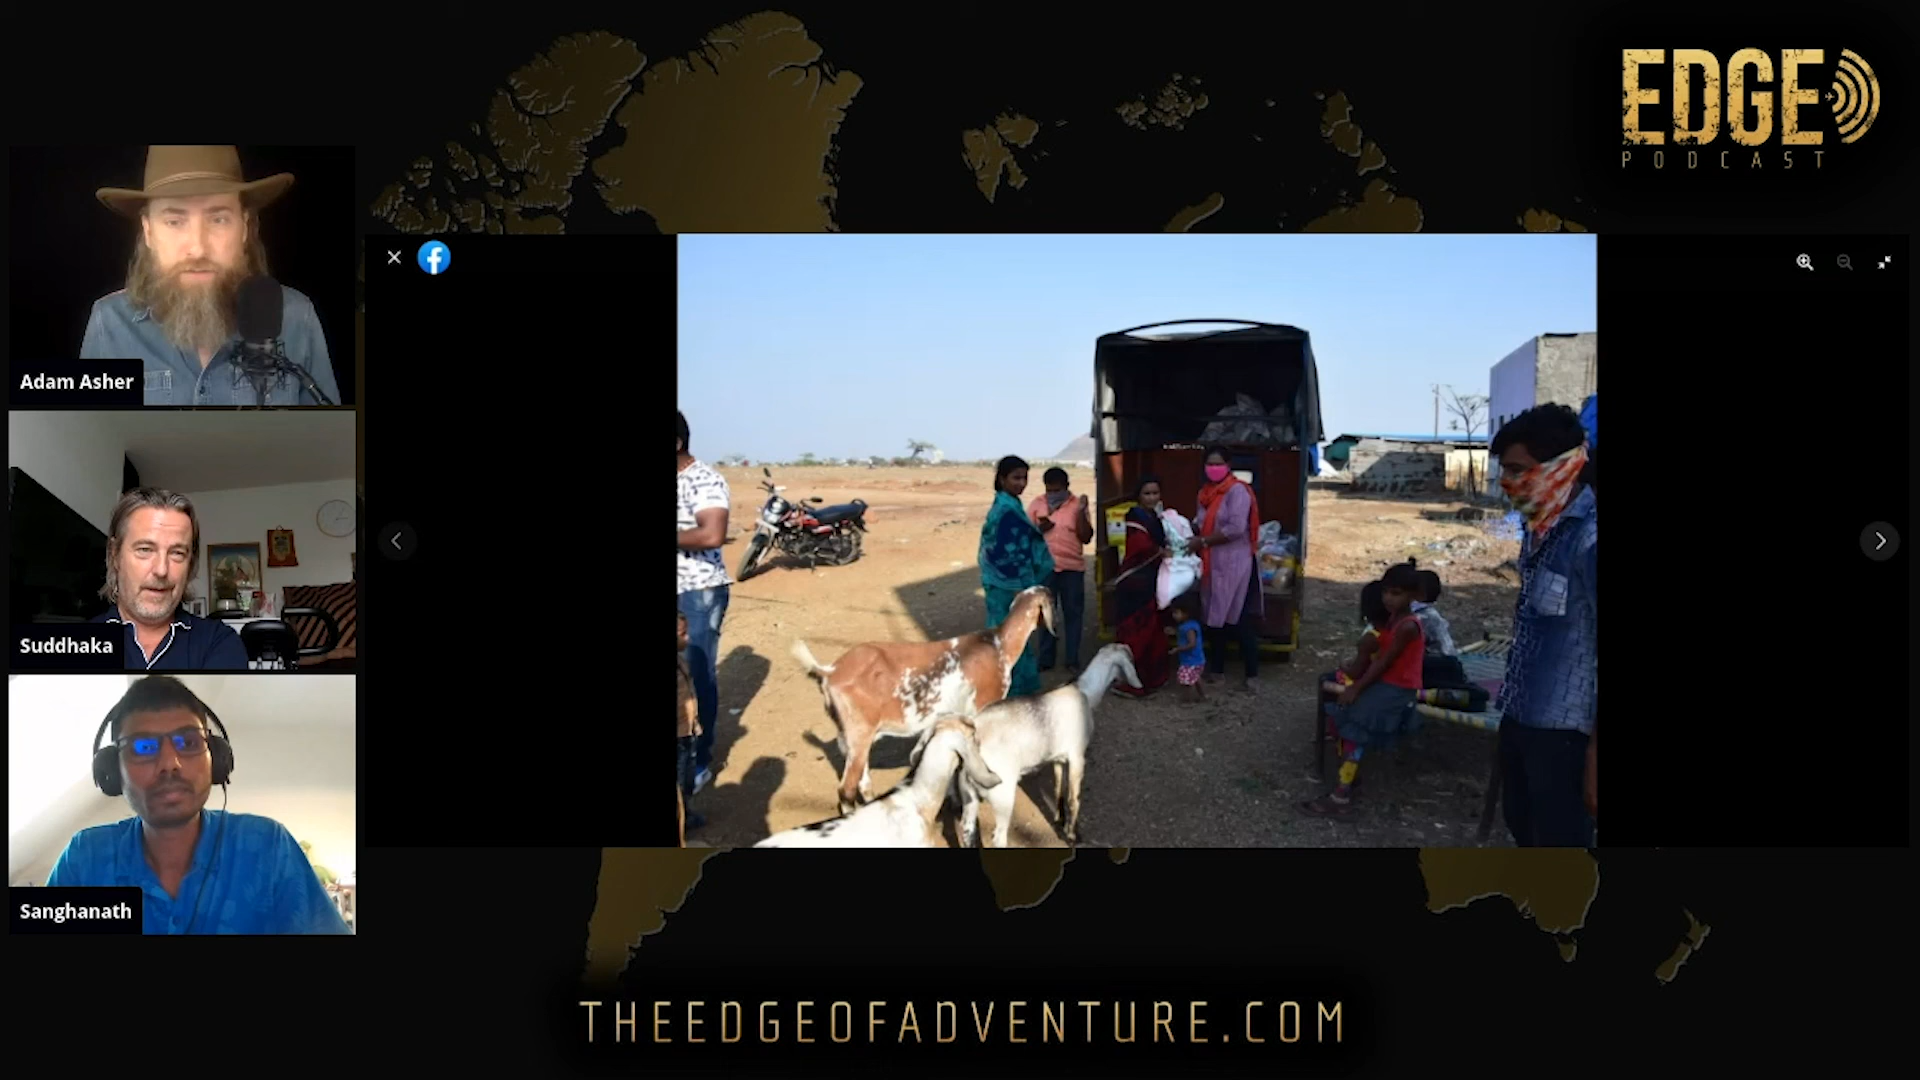 EDGE
PODCAST
Adam Asher
Suddhaka
Sanghanath
THEEDGEOFADVENTURE.COM